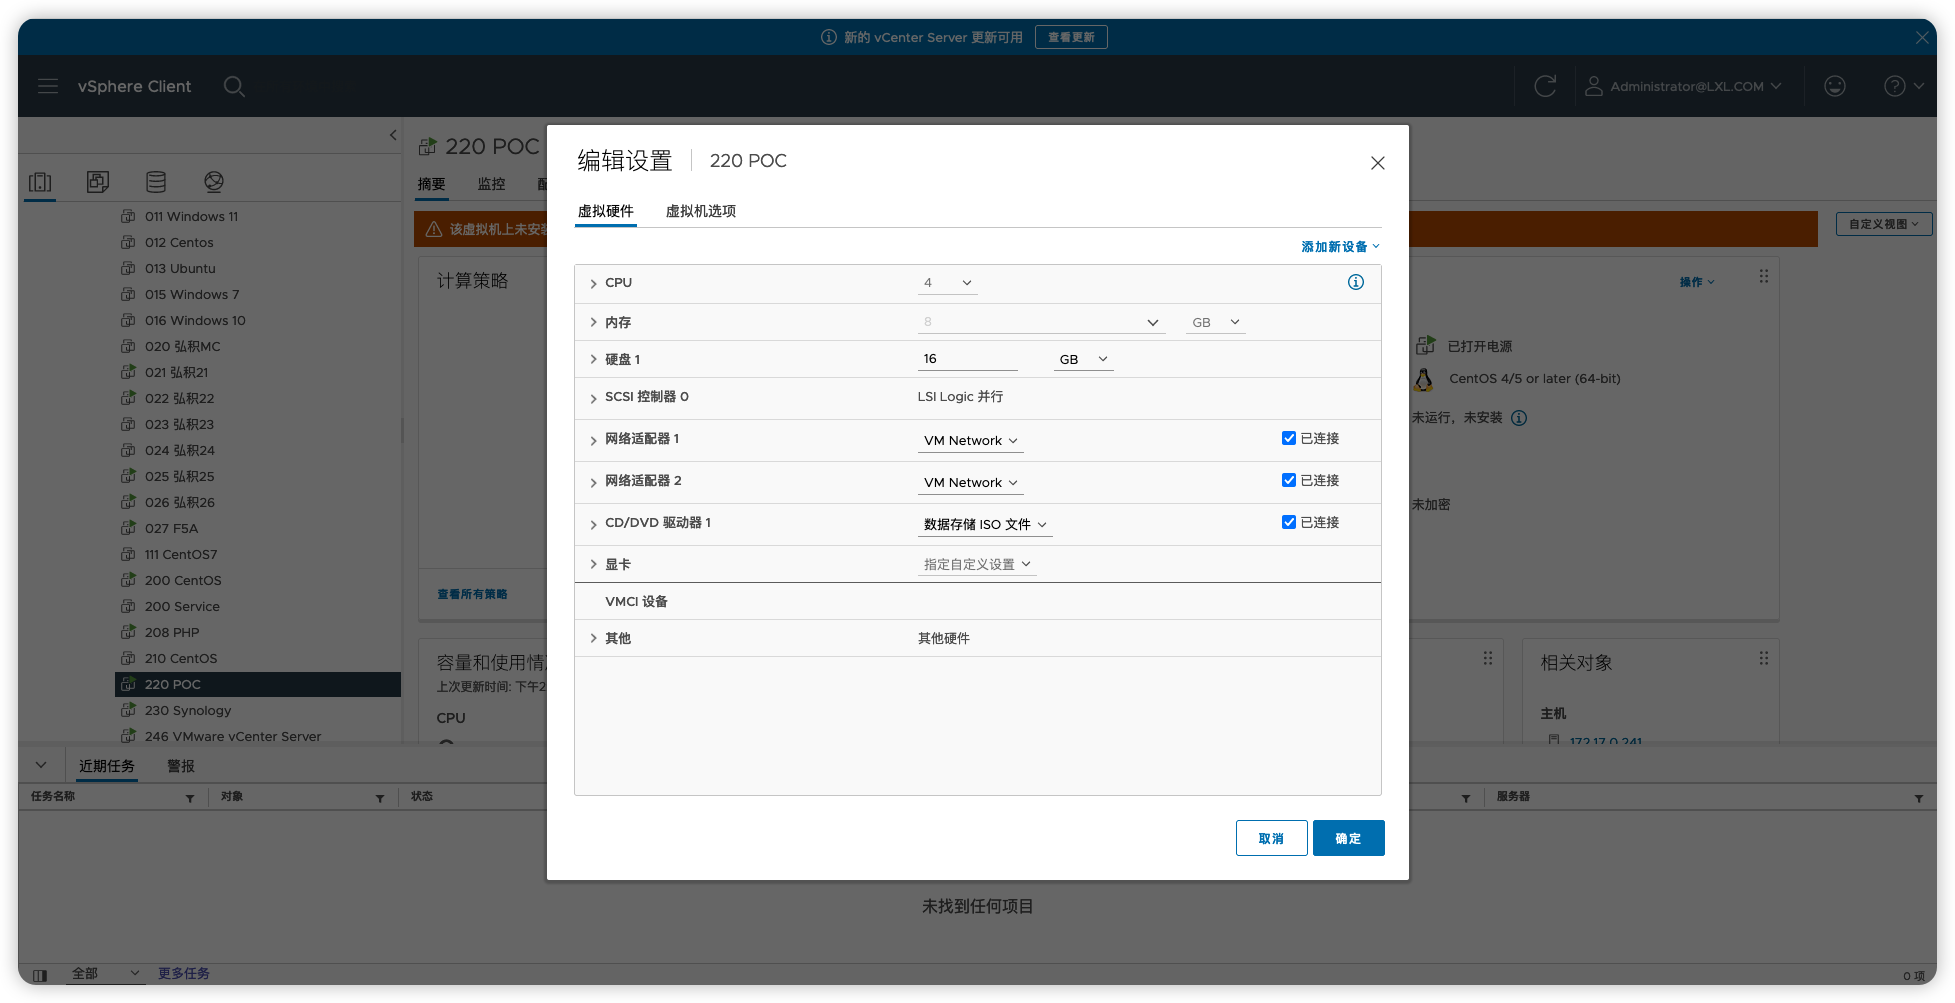 新的 vCenter Server 更新可用 查看更新
vSphere Client
Administrator@LXL.COM
220 POC
摘要 监控
该虚拟机上未安
自定义视图
011 Windows 11
012 Centos
013 Ubuntu
015 Windows 7
016 Windows 10
020 弘积MC
021 弘积21
022 弘积22
023 弘积23
024 弘积24
025 弘积25
026 弘积26
027 F5A
111 CentOS7
200 CentOS
200 Service
208 PHP
210 CentOS
220 POC
230 Synology
246 VMware vCenter Server
计算策略
查看所有策略
容量和使用情
上次更新时间: 下午2
CPU
编辑设置 220 POC
虚拟硬件 虚拟机选项
添加新设备
CPU 4
内存 8 GB
硬盘 1 16 GB
SCSI 控制器 0 LSI Logic 并行
网络适配器 1 VM Network 已连接
网络适配器 2 VM Network 已连接
CD/DVD 驱动器 1 数据存储 ISO 文件 已连接
显卡 指定自定义设置
VMCI 设备
其他 其他硬件
取消 确定
操作
已打开电源
CentOS 4/5 or later (64-bit)
未运行，未安装
未加密
相关对象
主机
172.17.0.241
近期任务 警报
任务名称 对象 状态 服务器
未找到任何项目
全部 更多任务
0 项